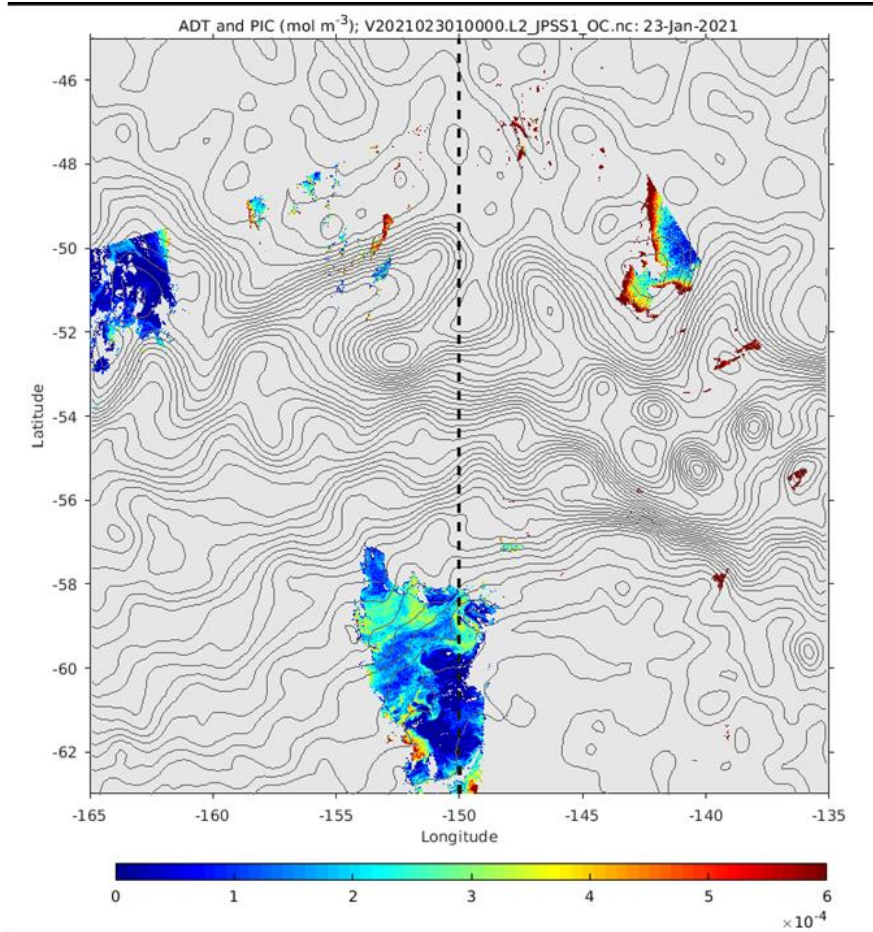 ADT and PIC (mol m⁻³); V2021023010000.L2_JPSS1_OC.nc: 23-Jan-2021
-46
-48
-50
-52
-54
-56
-58
-60
-62
Latitude
-165 -160 -155 -150 -145 -140 -135
Longitude
0 1 2 3 4 5 6
×10⁻⁴